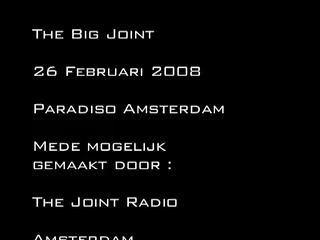 The Big Joint
26 Februari 2008
Paradiso Amsterdam
Mede mogelijk
gemaakt door :
The Joint Radio
Amsterdam